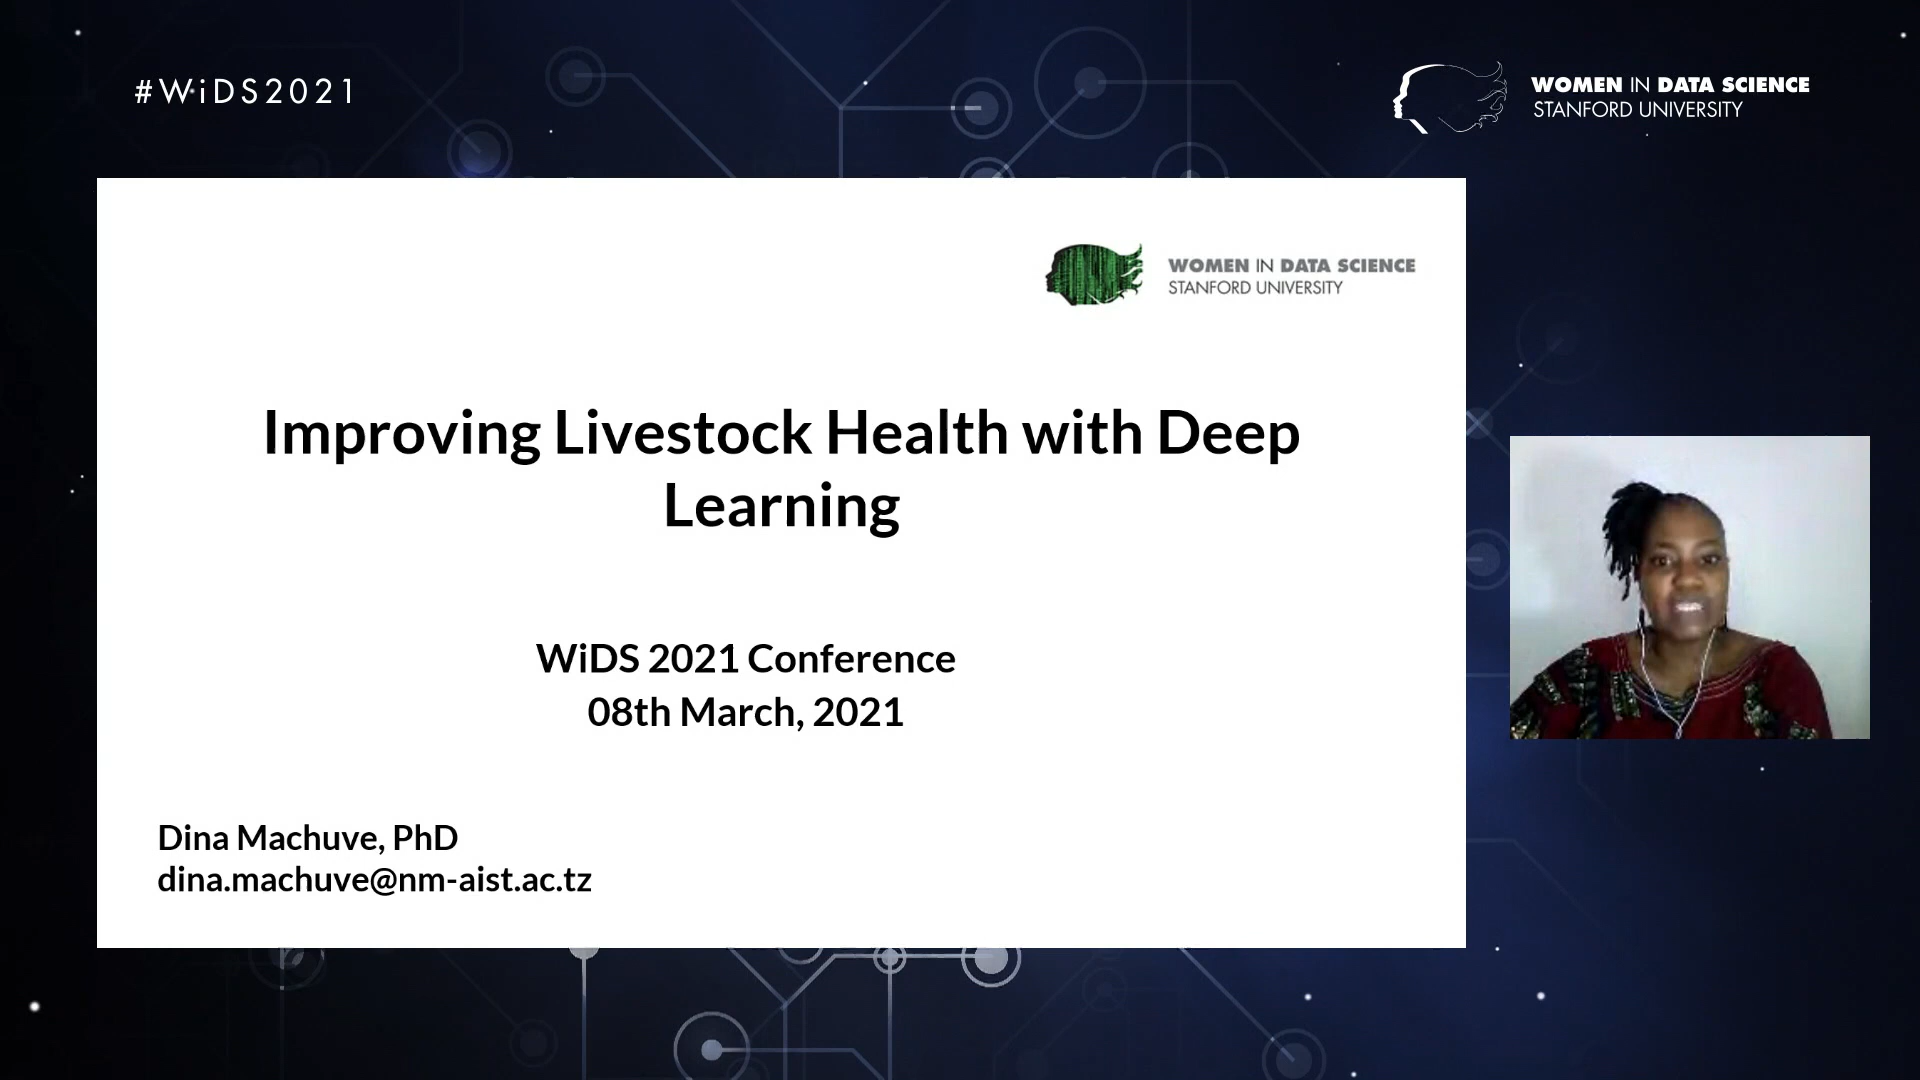 #WiDS2021
WOMEN IN DATA SCIENCE
STANFORD UNIVERSITY
WOMEN IN DATA SCIENCE
STANFORD UNIVERSITY
Improving Livestock Health with Deep
Learning
WiDS 2021 Conference
08th March, 2021
Dina Machuve, PhD
dina.machuve@nm-aist.ac.tz